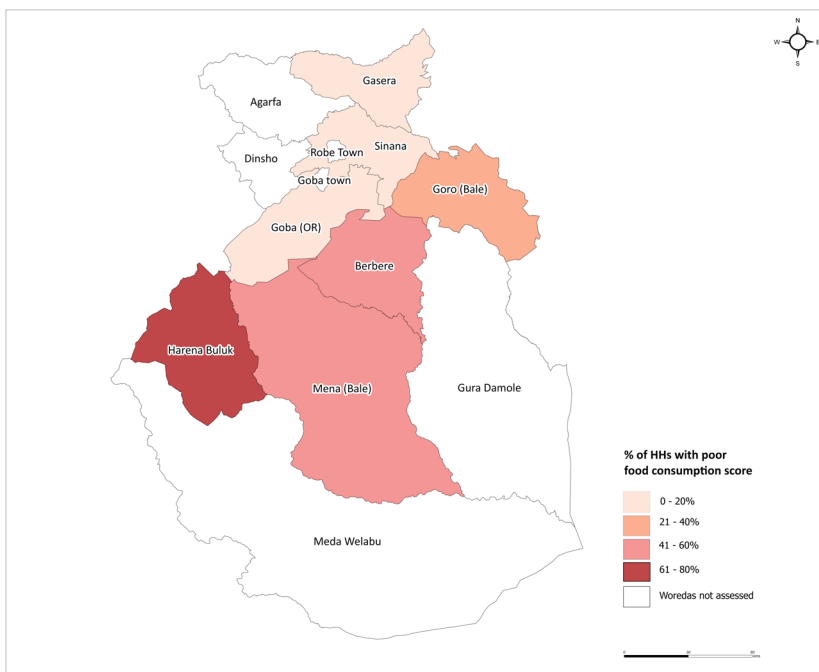 N
W
E
S
Gasera
Agarfa
Robe Town
Sinana
Dinsho
Goba town
Goro (Bale)
Goba (OR)
Berbere
Harena Buluk
Mena (Bale)
Gura Damole
Meda Welabu
% of HHs with poor
food consumption score
0 - 20%
21 - 40%
41 - 60%
61 - 80%
Woredas not assessed